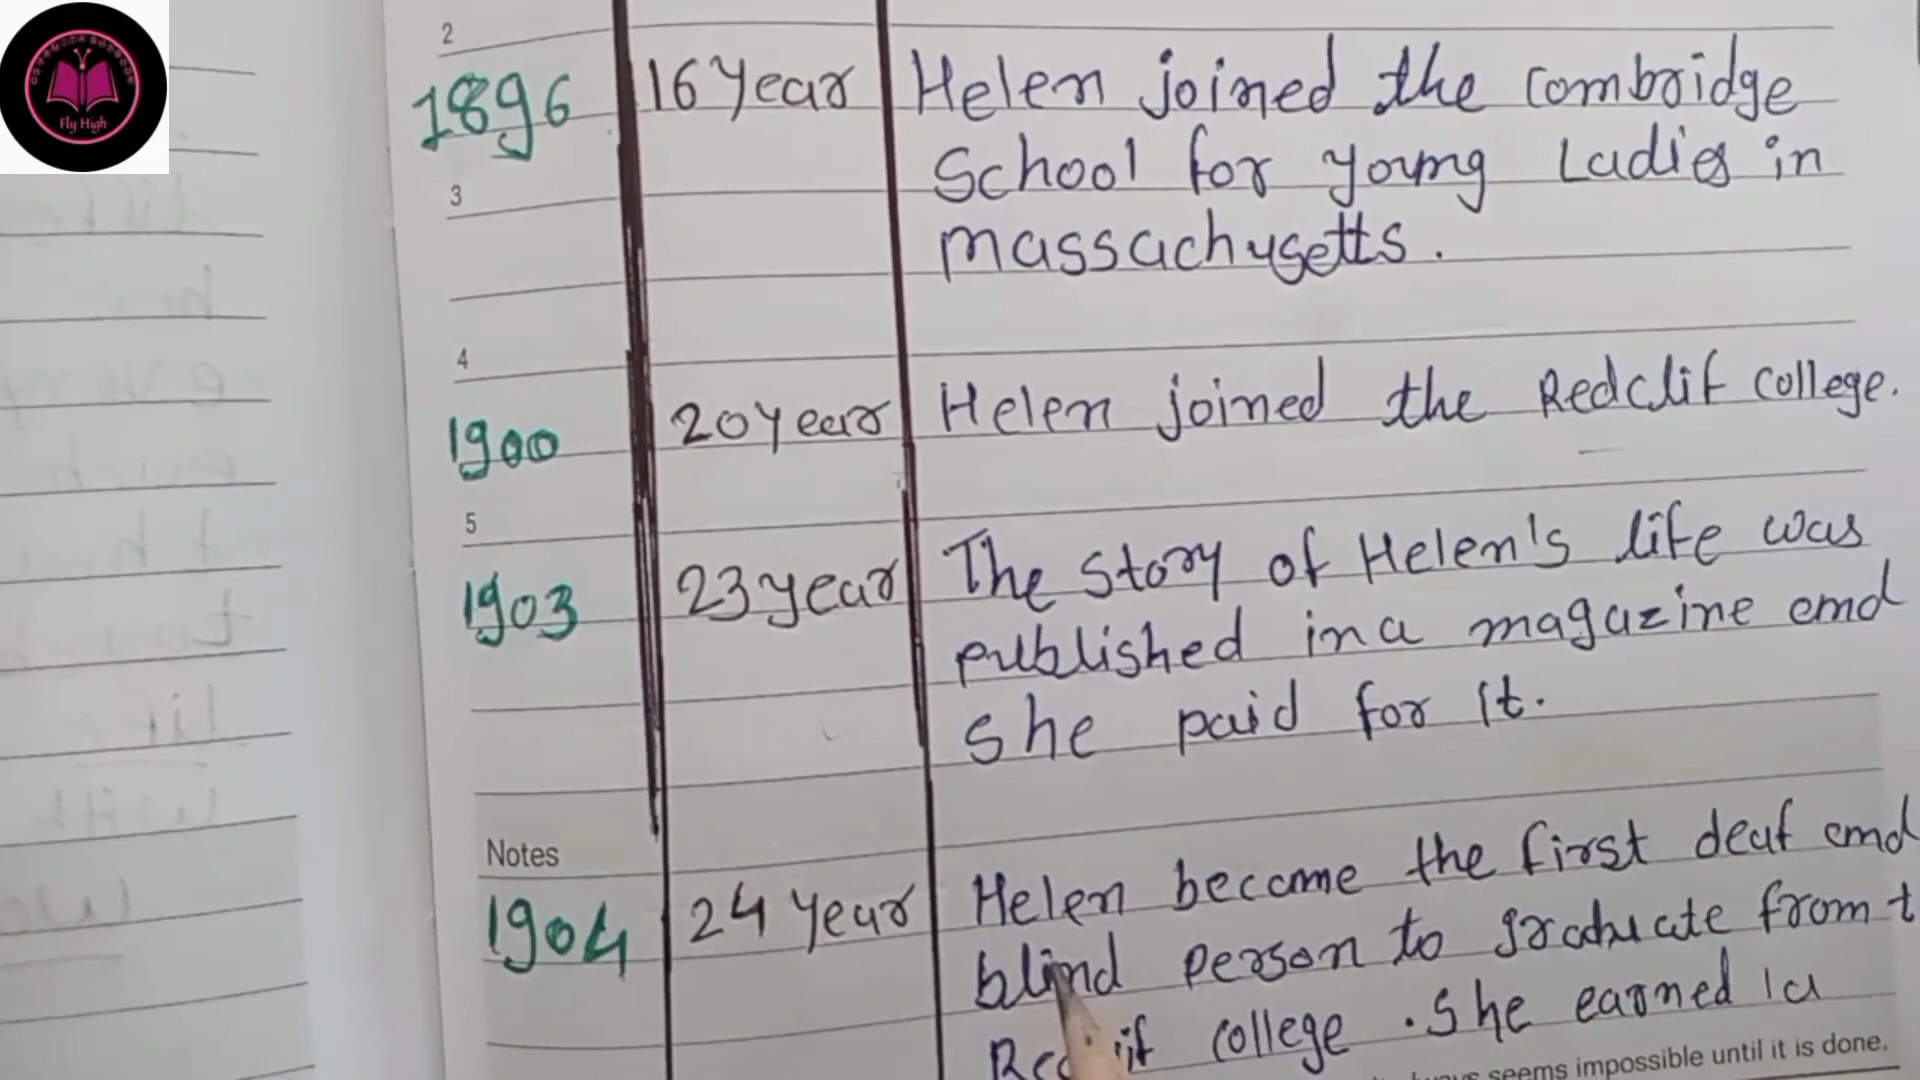 Fly High
2
1896 16 Year Helen joined the Combridge
School for young Ladies in
3
massachusetts.
4
1900 20 Year Helen joined the Redclif college.
5
1903 23 year The story of Helen's life was
published in a magazine and
she paid for it.
Notes
1904 24 Year Helen become the first deaf and
blind person to graduate from t
college. She earned
seems impossible until it is done.